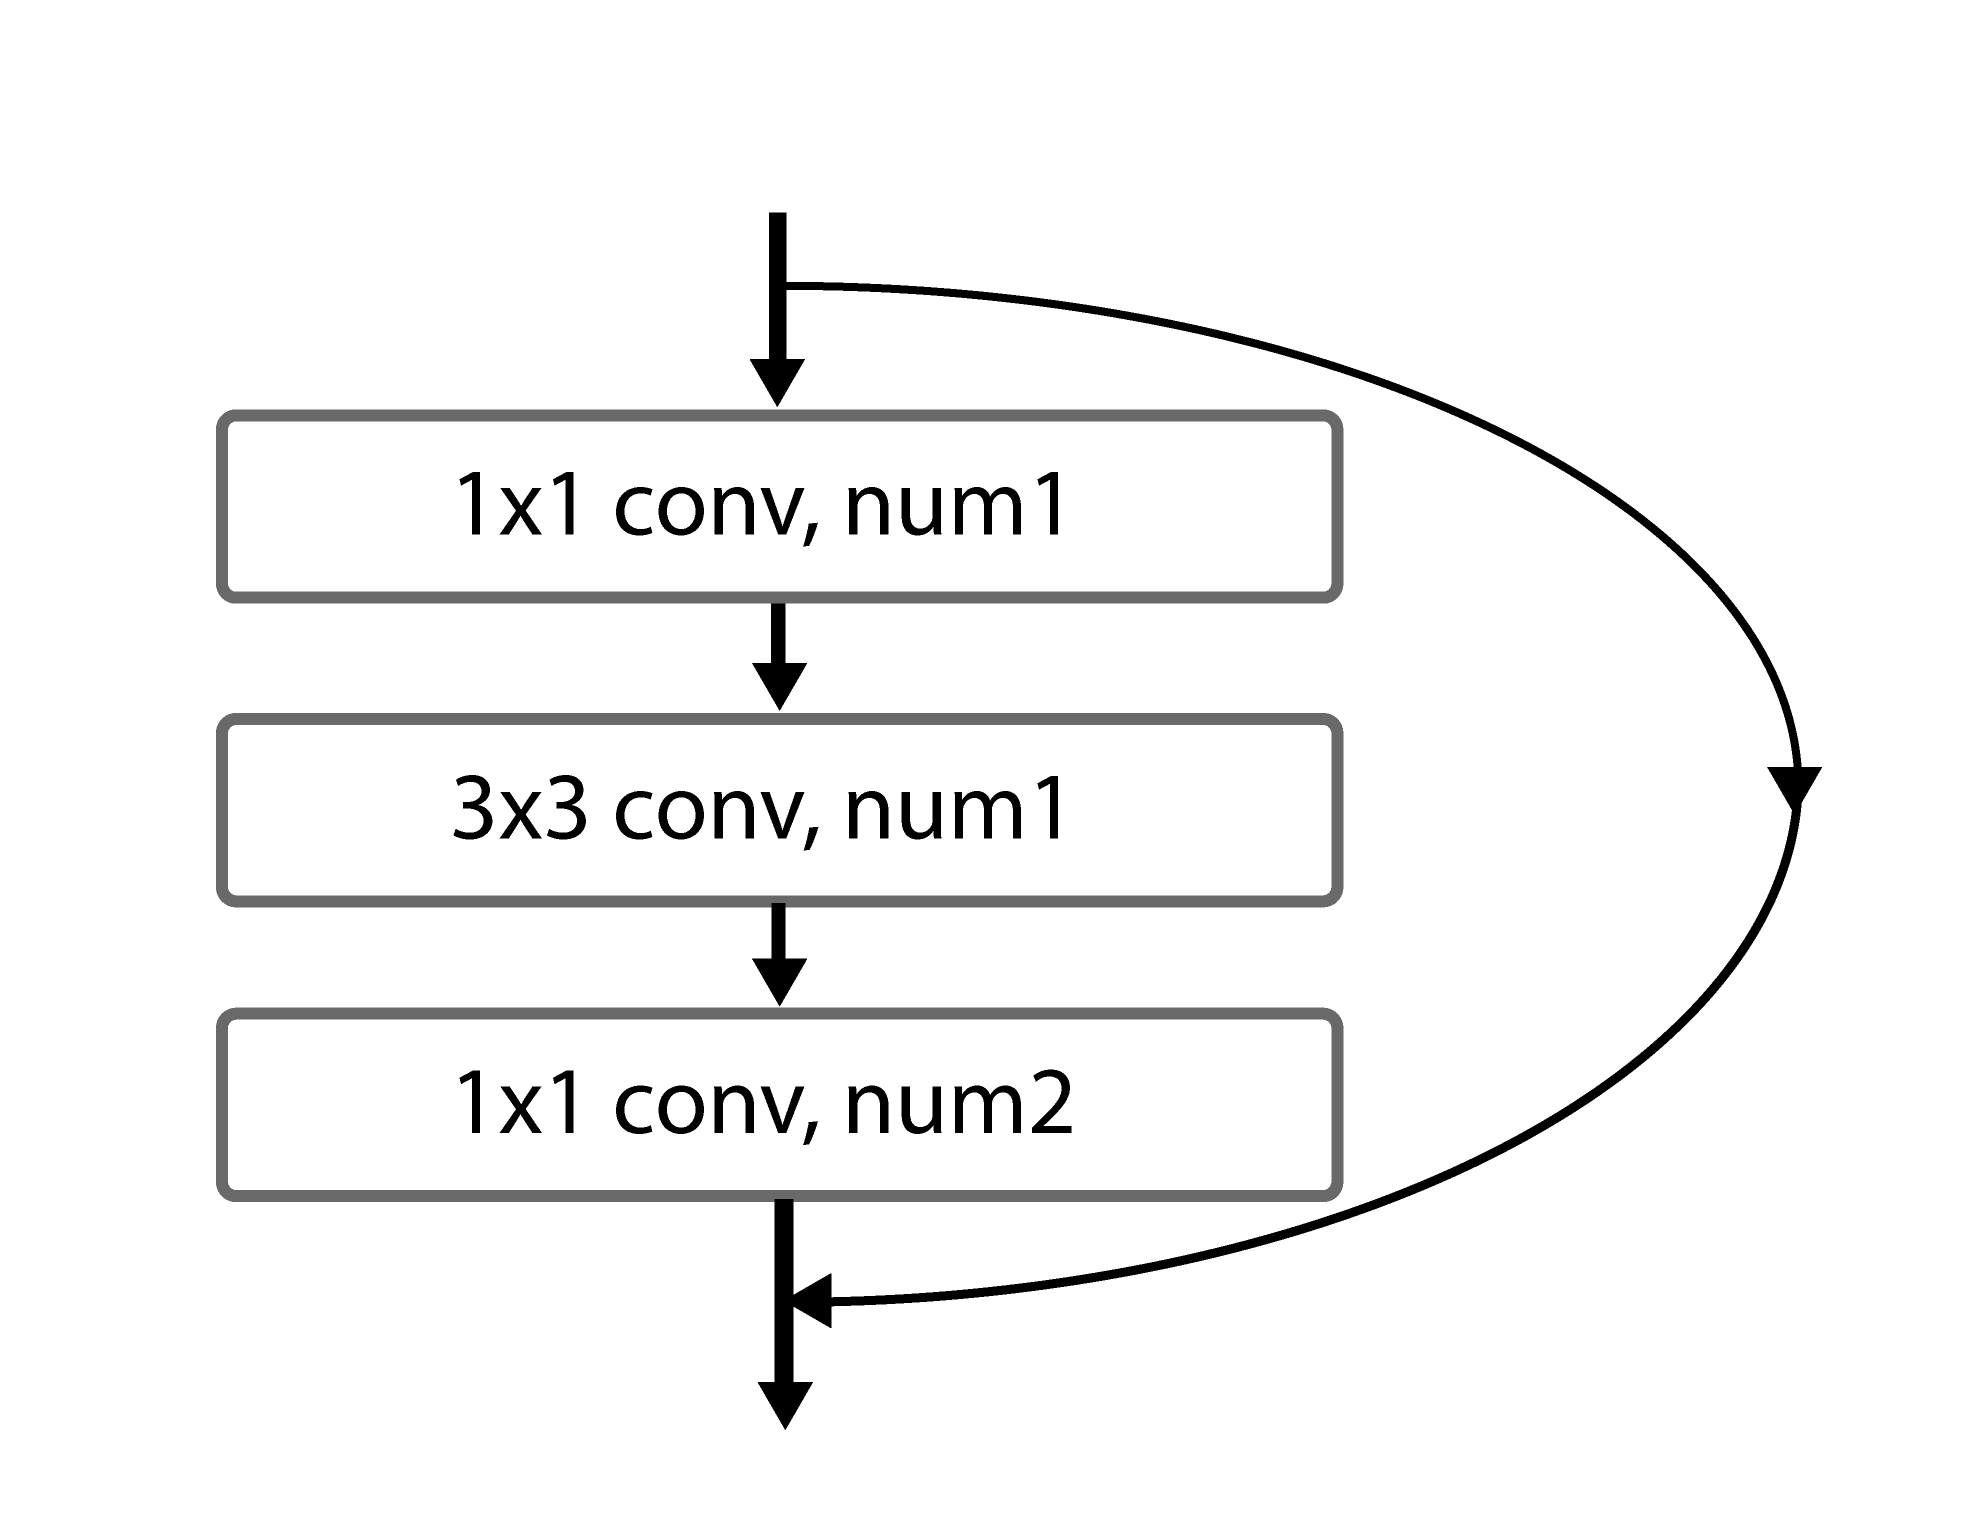 1x1 conv, num1
3x3 conv, num1
1x1 conv, num2